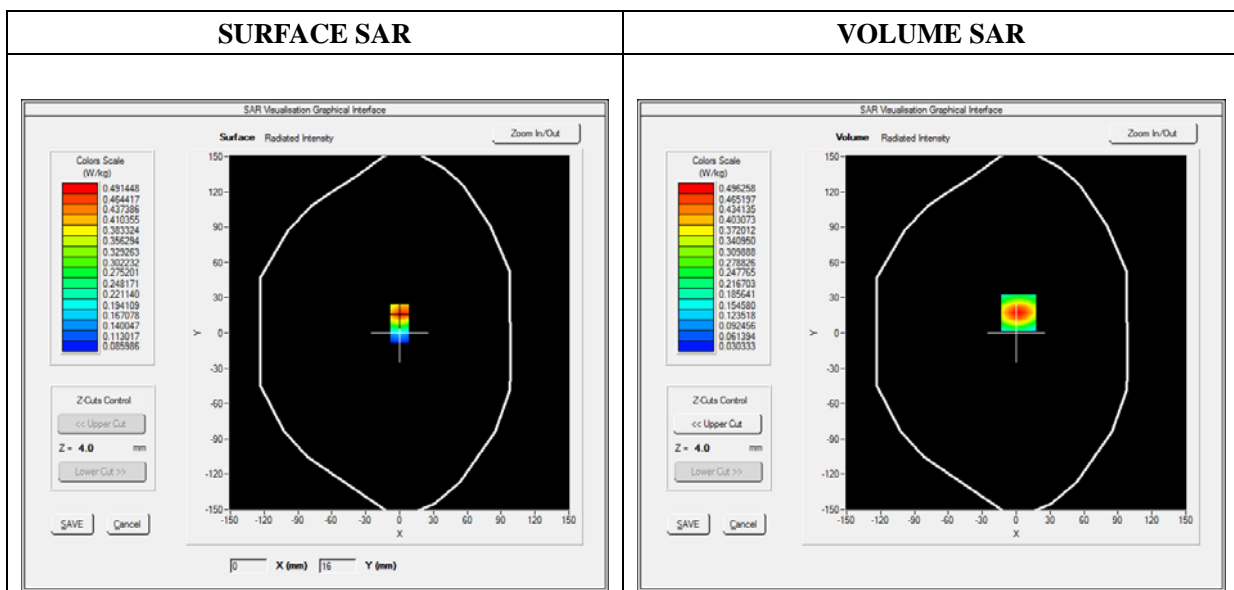 SURFACE SAR
SAR Visualisation Graphical Interface
Surface Radiated Intensity
Zoom In/Out
Colors Scale
(W/kg)
0.491448
0.464417
0.437386
0.410355
0.383324
0.356294
0.329263
0.302232
0.275201
0.248171
0.221140
0.194109
0.167078
0.140047
0.113017
0.085986
Z-Cuts Control
<< Upper Cut
Z = 4.0 mm
Lower Cut >>
SAVE Cancel
150
120
90
60
30
0
-30
-60
-90
-120
-150
Y
-150 -120 -90 -60 -30 0 30 60 90 120 150
X
0 X (mm) 16 Y (mm)
VOLUME SAR
SAR Visualisation Graphical Interface
Volume Radiated Intensity
Zoom In/Out
Colors Scale
(W/kg)
0.496258
0.465197
0.434135
0.403073
0.372012
0.340950
0.309888
0.278826
0.247765
0.216703
0.185641
0.154580
0.123518
0.092456
0.061394
0.030333
Z-Cuts Control
<< Upper Cut
Z = 4.0 mm
Lower Cut >>
SAVE Cancel
150
120
90
60
30
0
-30
-60
-90
-120
-150
Y
-150 -120 -90 -60 -30 0 30 60 90 120 150
X